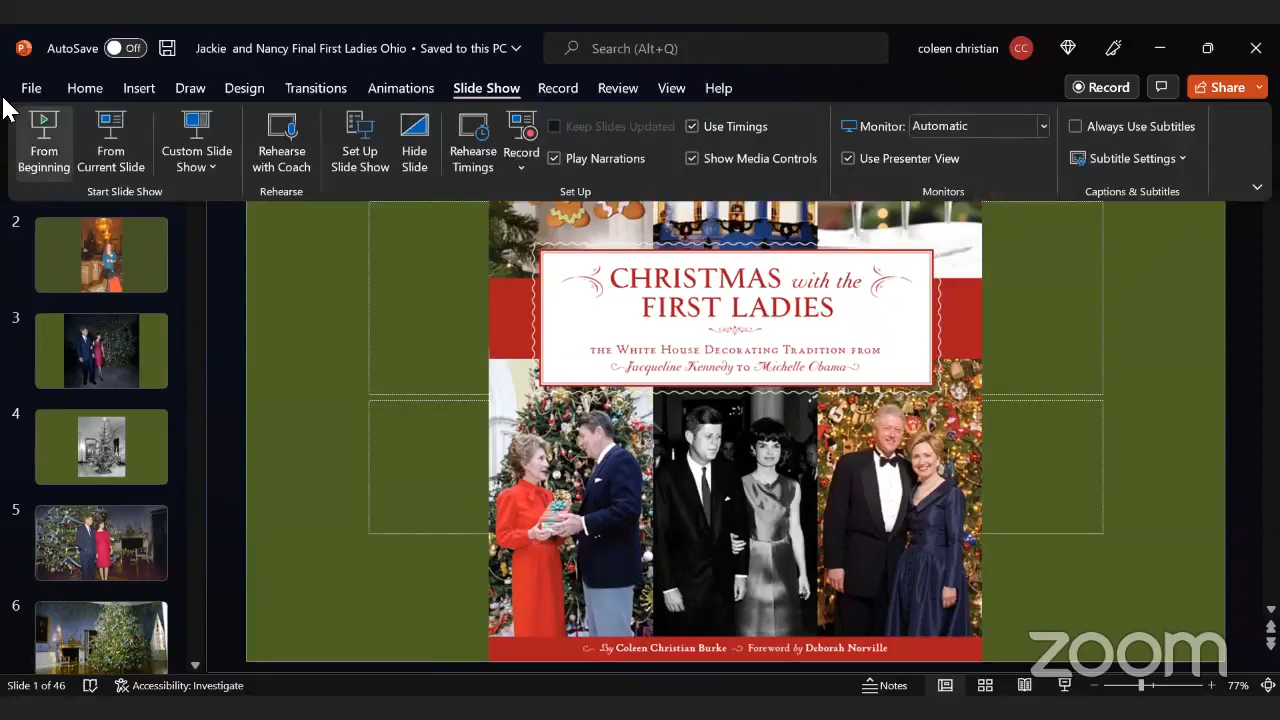 AutoSave Off Jackie and Nancy Final First Ladies Ohio • Saved to this PC Search (Alt+Q) coleen christian CC
File Home Insert Draw Design Transitions Animations Slide Show Record Review View Help Record Share
From Beginning
From Current Slide
Custom Slide Show
Start Slide Show
Rehearse with Coach
Rehearse
Set Up Slide Show
Hide Slide
Rehearse Timings
Record
Keep Slides Updated
Use Timings
Play Narrations
Show Media Controls
Set Up
Monitor: Automatic
Use Presenter View
Monitors
Always Use Subtitles
Subtitle Settings
Captions & Subtitles
2
3
4
5
6
CHRISTMAS with the
FIRST LADIES
THE WHITE HOUSE DECORATING TRADITION FROM
Jacqueline Kennedy TO Michelle Obama
By Coleen Christian Burke Foreword by Deborah Norville
zoom
Slide 1 of 46 Accessibility: Investigate Notes 77%